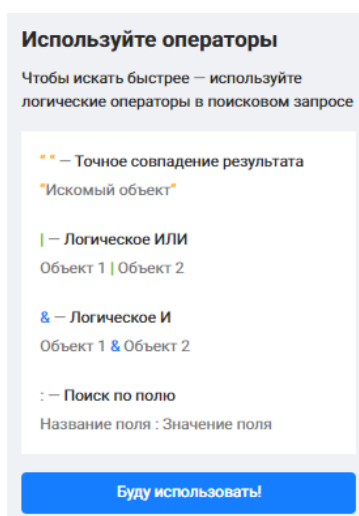 Используйте операторы
Чтобы искать быстрее — используйте
логические операторы в поисковом запросе
" " — Точное совпадение результата
"Искомый объект"
| — Логическое ИЛИ
Объект 1 | Объект 2
& — Логическое И
Объект 1 & Объект 2
: — Поиск по полю
Название поля : Значение поля
Буду использовать!